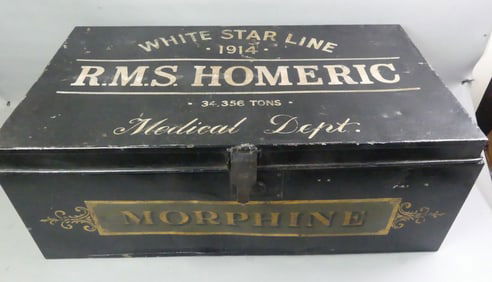 WHITE STAR LINE
· 1914 ·
R.M.S. HOMERIC
· 34,356 TONS ·
Medical Dept.
MORPHINE